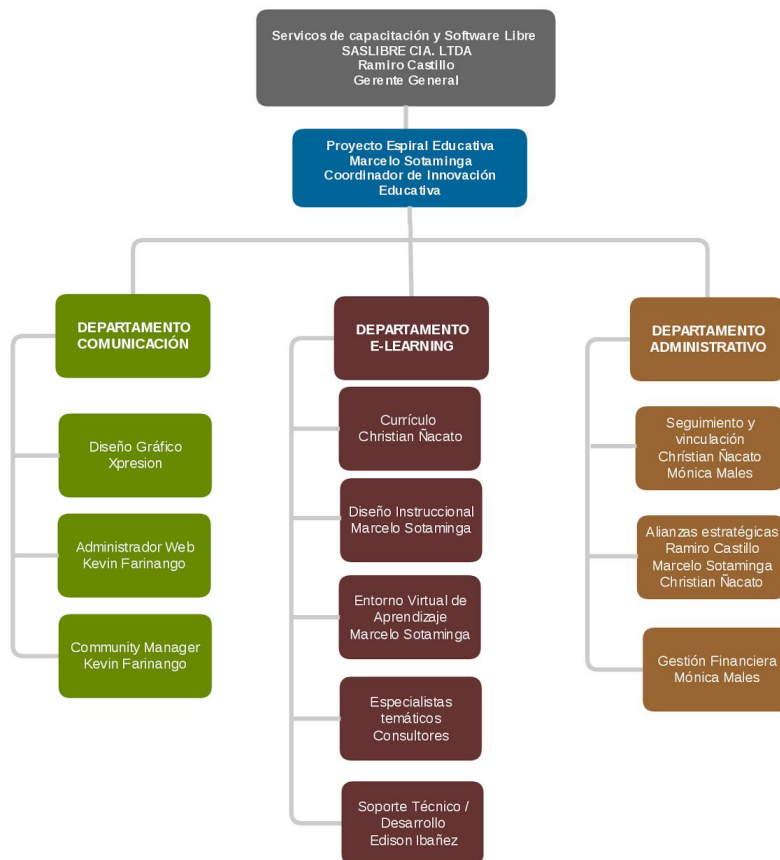 Servicos de capacitación y Software Libre
SASLIBRE CIA. LTDA
Ramiro Castillo
Gerente General
Proyecto Espiral Educativa
Marcelo Sotaminga
Coordinador de Innovación
Educativa
DEPARTAMENTO
COMUNICACIÓN
Diseño Gráfico
Xpresion
Administrador Web
Kevin Farinango
Community Manager
Kevin Farinango
DEPARTAMENTO
E-LEARNING
Currículo
Christian Ñacato
Diseño Instruccional
Marcelo Sotaminga
Entorno Virtual de
Aprendizaje
Marcelo Sotaminga
Especialistas
temáticos
Consultores
Soporte Técnico /
Desarrollo
Edison Ibañez
DEPARTAMENTO
ADMINISTRATIVO
Seguimiento y
vinculación
Chrístian Ñacato
Mónica Males
Alianzas estratégicas
Ramiro Castillo
Marcelo Sotaminga
Christian Ñacato
Gestión Financiera
Mónica Males